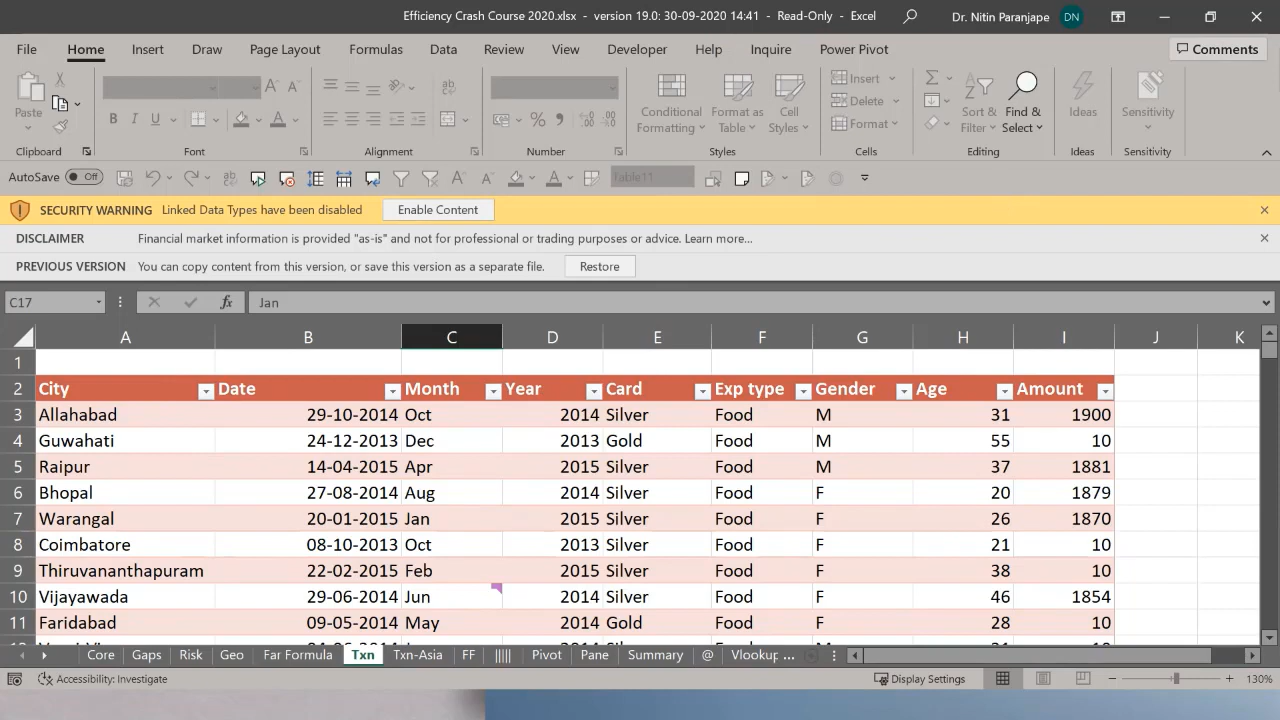 Efficiency Crash Course 2020.xlsx - version 19.0: 30-09-2020 14:41 - Read-Only - Excel Dr. Nitin Paranjape DN
File Home Insert Draw Page Layout Formulas Data Review View Developer Help Inquire Power Pivot Comments
Paste B I U Conditional Formatting Format as Table Cell Styles Insert Delete Format Sort & Filter Find & Select Ideas Sensitivity
Clipboard Font Alignment Number Styles Cells Editing Ideas Sensitivity
AutoSave Off Table11
SECURITY WARNING Linked Data Types have been disabled Enable Content
DISCLAIMER Financial market information is provided "as-is" and not for professional or trading purposes or advice. Learn more...
PREVIOUS VERSION You can copy content from this version, or save this version as a separate file. Restore
C17 fx Jan
A B C D E F G H I J K
1
2 City Date Month Year Card Exp type Gender Age Amount
3 Allahabad 29-10-2014 Oct 2014 Silver Food M 31 1900
4 Guwahati 24-12-2013 Dec 2013 Gold Food M 55 10
5 Raipur 14-04-2015 Apr 2015 Silver Food M 37 1881
6 Bhopal 27-08-2014 Aug 2014 Silver Food F 20 1879
7 Warangal 20-01-2015 Jan 2015 Silver Food F 26 1870
8 Coimbatore 08-10-2013 Oct 2013 Silver Food F 21 10
9 Thiruvananthapuram 22-02-2015 Feb 2015 Silver Food F 38 10
10 Vijayawada 29-06-2014 Jun 2014 Silver Food F 46 1854
11 Faridabad 09-05-2014 May 2014 Gold Food F 28 10
Core Gaps Risk Geo Far Formula Txn Txn-Asia FF ||||| Pivot Pane Summary @ Vlookup ...
Accessibility: Investigate Display Settings 130%